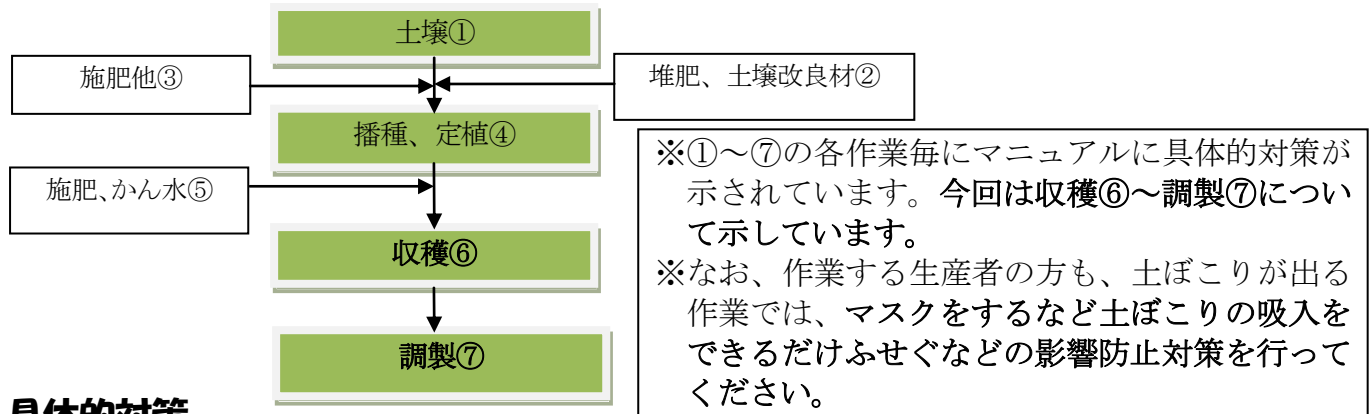 土壌①
施肥他③
堆肥、土壌改良材②
播種、定植④
施肥、かん水⑤
収穫⑥
調製⑦
※①～⑦の各作業毎にマニュアルに具体的対策が
示されています。今回は収穫⑥～調製⑦につい
て示しています。
※なお、作業する生産者の方も、土ぼこりが出る
作業では、マスクをするなど土ぼこりの吸入を
できるだけふせぐなどの影響防止対策を行って
ください。
具体的対策